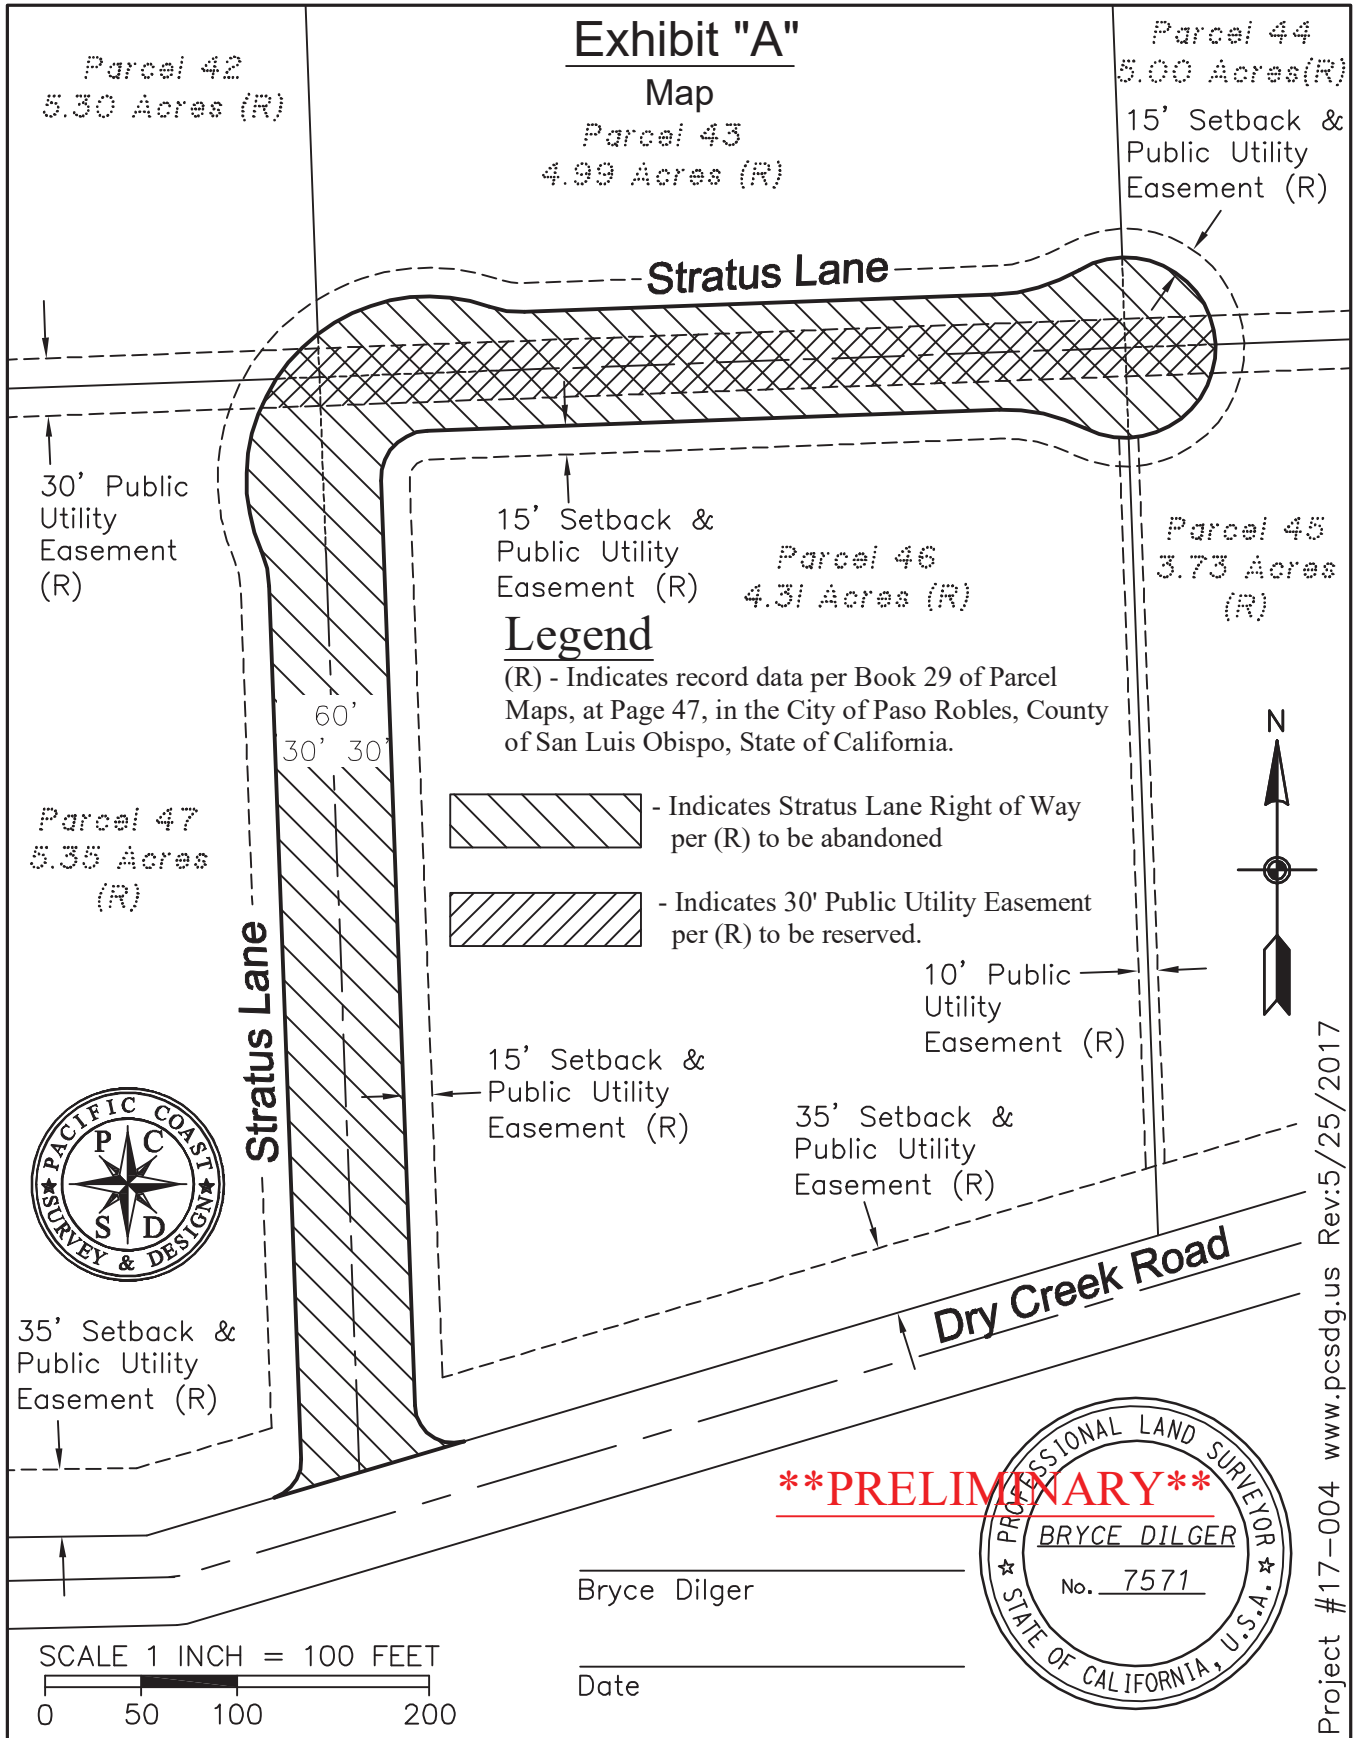 Exhibit "A"
Map
Parcel 42
5.30 Acres (R)
Parcel 43
4.99 Acres (R)
Parcel 44
5.00 Acres(R)
15' Setback &
Public Utility
Easement (R)
Stratus Lane
30' Public
Utility
Easement
(R)
15' Setback &
Public Utility
Easement (R)
Parcel 46
4.31 Acres (R)
Parcel 45
3.73 Acres
(R)
Legend
(R) - Indicates record data per Book 29 of Parcel
Maps, at Page 47, in the City of Paso Robles, County
of San Luis Obispo, State of California.
60'
30' 30'
N
- Indicates Stratus Lane Right of Way
per (R) to be abandoned
Parcel 47
5.35 Acres
(R)
- Indicates 30' Public Utility Easement
per (R) to be reserved.
Stratus Lane
10' Public
Utility
Easement (R)
15' Setback &
Public Utility
Easement (R)
35' Setback &
Public Utility
Easement (R)
PACIFIC COAST
P C
S D
SURVEY & DESIGN
Dry Creek Road
35' Setback &
Public Utility
Easement (R)
**PRELIMINARY**
PROFESSIONAL LAND SURVEYOR
BRYCE DILGER
No. 7571
STATE OF CALIFORNIA, U.S.A.
Bryce Dilger
Date
SCALE 1 INCH = 100 FEET
0 50 100 200
Project #17-004 www.pcsdg.us Rev:5/25/2017